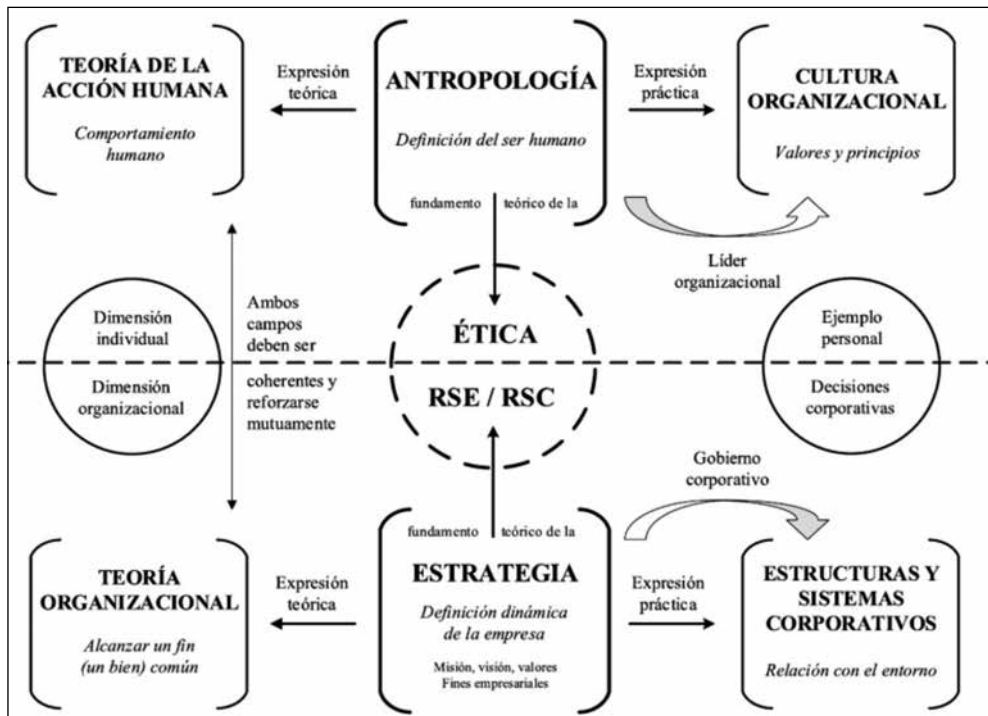 TEORÍA DE LA
ACCIÓN HUMANA
Comportamiento
humano
Expresión
teórica
ANTROPOLOGÍA
Definición del ser humano
fundamento
teórico de la
Expresión
práctica
CULTURA
ORGANIZACIONAL
Valores y principios
Líder
organizacional
Dimensión
individual
Dimensión
organizacional
Ambos
campos
deben ser
coherentes y
reforzarse
mutuamente
ÉTICA
RSE / RSC
Ejemplo
personal
Decisiones
corporativas
Gobierno
corporativo
TEORÍA
ORGANIZACIONAL
Alcanzar un fin
(un bien) común
Expresión
teórica
fundamento
teórico de la
ESTRATEGIA
Definición dinámica
de la empresa
Misión, visión, valores
Fines empresariales
Expresión
práctica
ESTRUCTURAS Y
SISTEMAS
CORPORATIVOS
Relación con el entorno